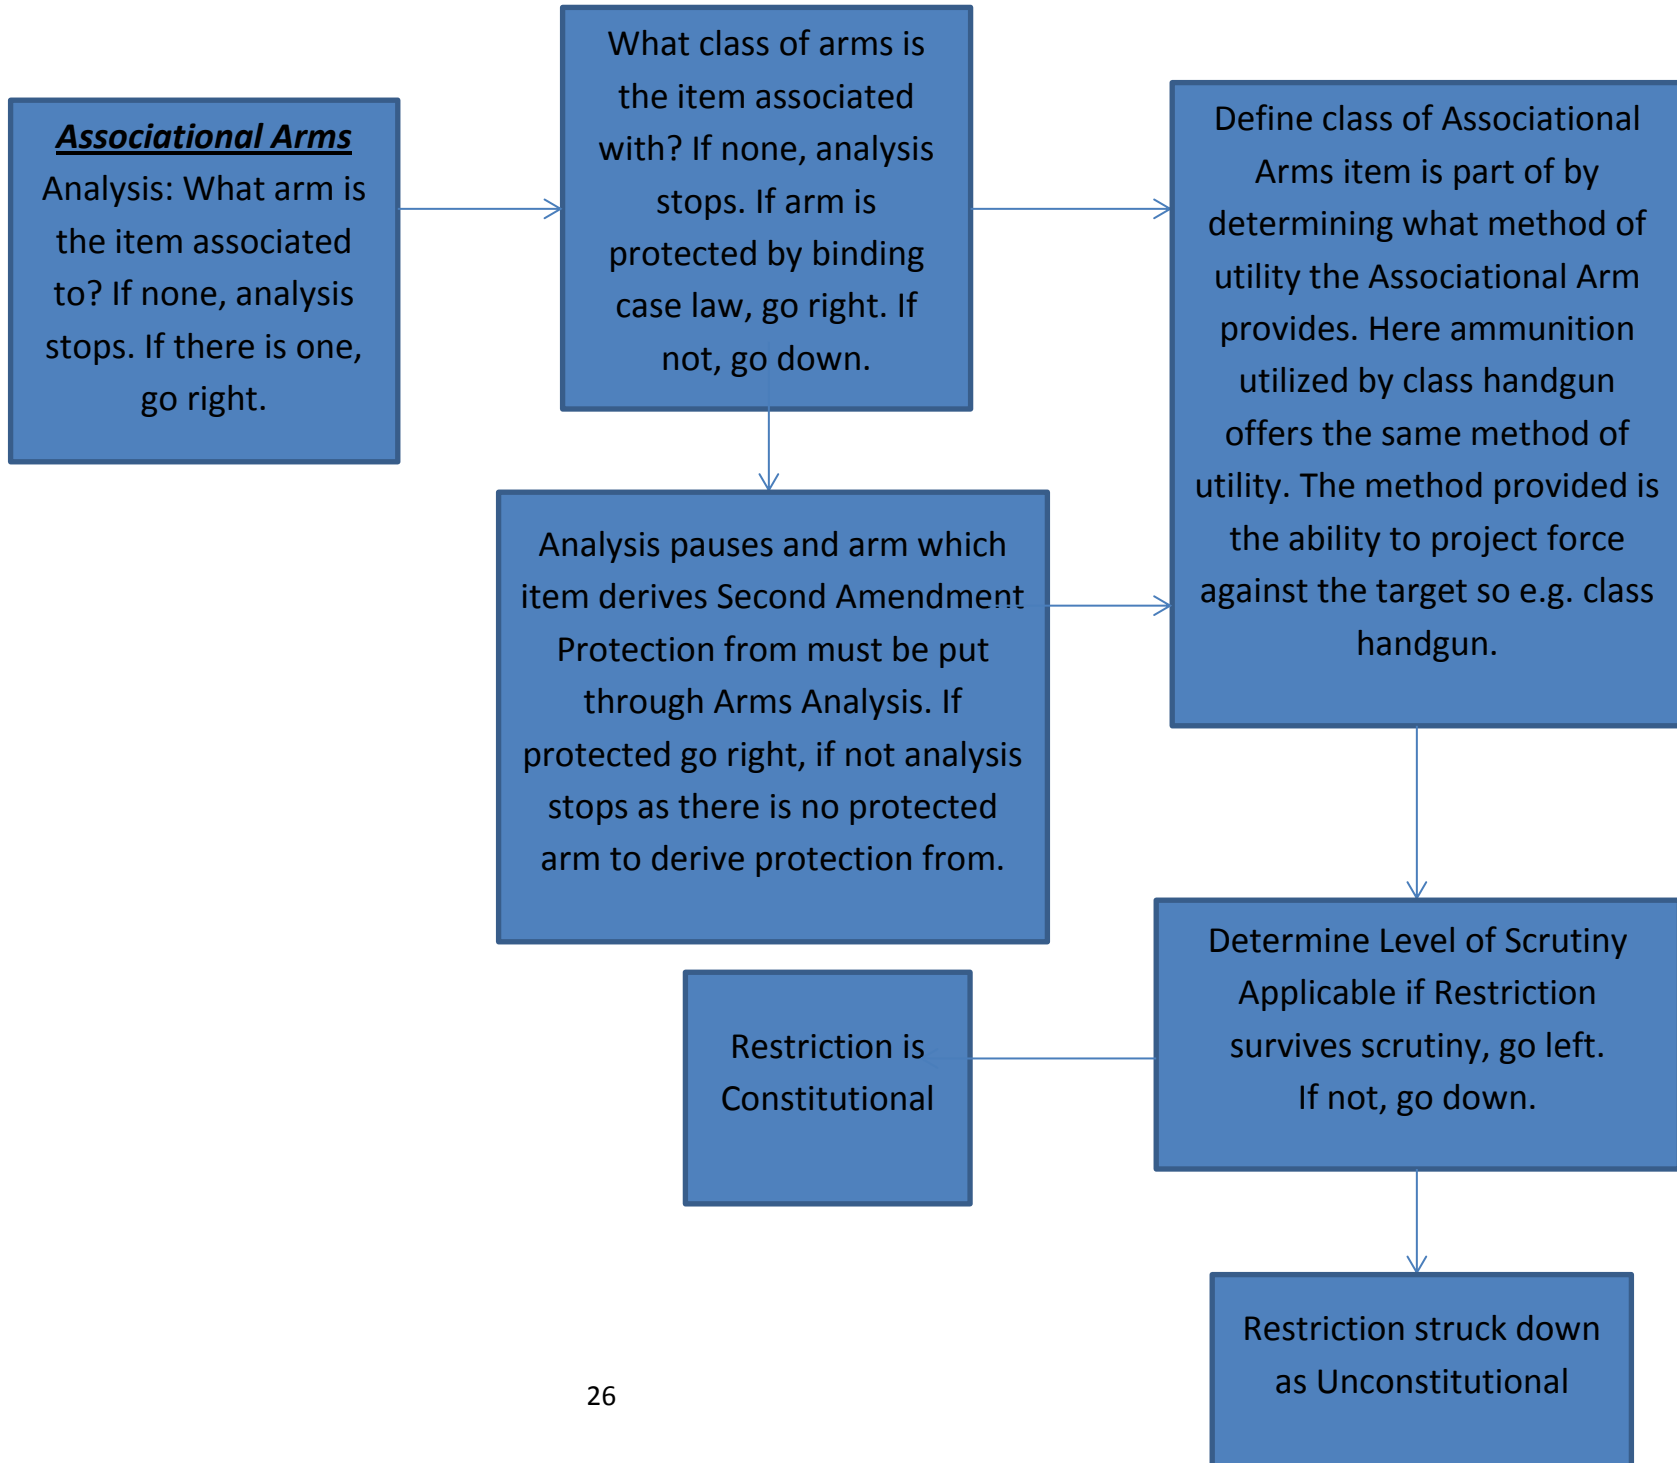 Associational Arms
Analysis: What arm is
the item associated
to? If none, analysis
stops. If there is one,
go right.
What class of arms is
the item associated
with? If none, analysis
stops. If arm is
protected by binding
case law, go right. If
not, go down.
Define class of Associational
Arms item is part of by
determining what method of
utility the Associational Arm
provides. Here ammunition
utilized by class handgun
offers the same method of
utility. The method provided is
the ability to project force
against the target so e.g. class
handgun.
Analysis pauses and arm which
item derives Second Amendment
Protection from must be put
through Arms Analysis. If
protected go right, if not analysis
stops as there is no protected
arm to derive protection from.
Determine Level of Scrutiny
Applicable if Restriction
survives scrutiny, go left.
If not, go down.
Restriction is
Constitutional
Restriction struck down
as Unconstitutional
26